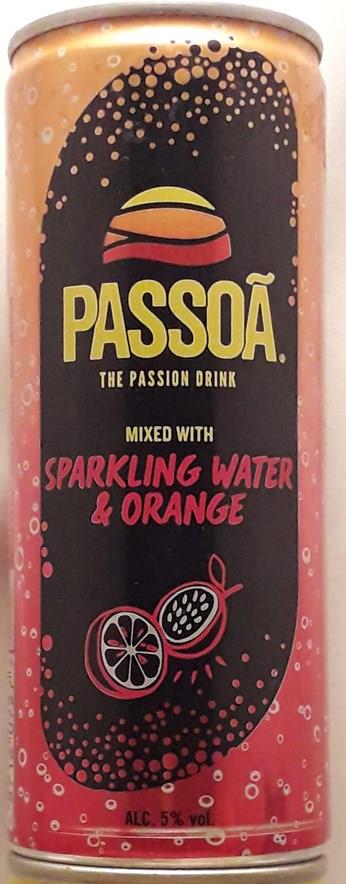 PASSOÃ.
THE PASSION DRINK
MIXED WITH
SPARKLING WATER
& ORANGE
ALC. 5% vol.